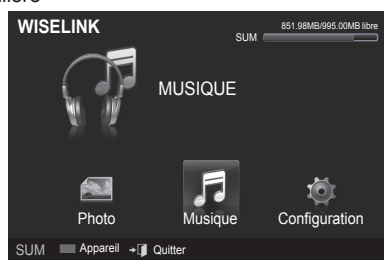 WISELINK
851.98MB/995.00MB libre
SUM
MUSIQUE
Photo Musique Configuration
SUM Appareil Quitter